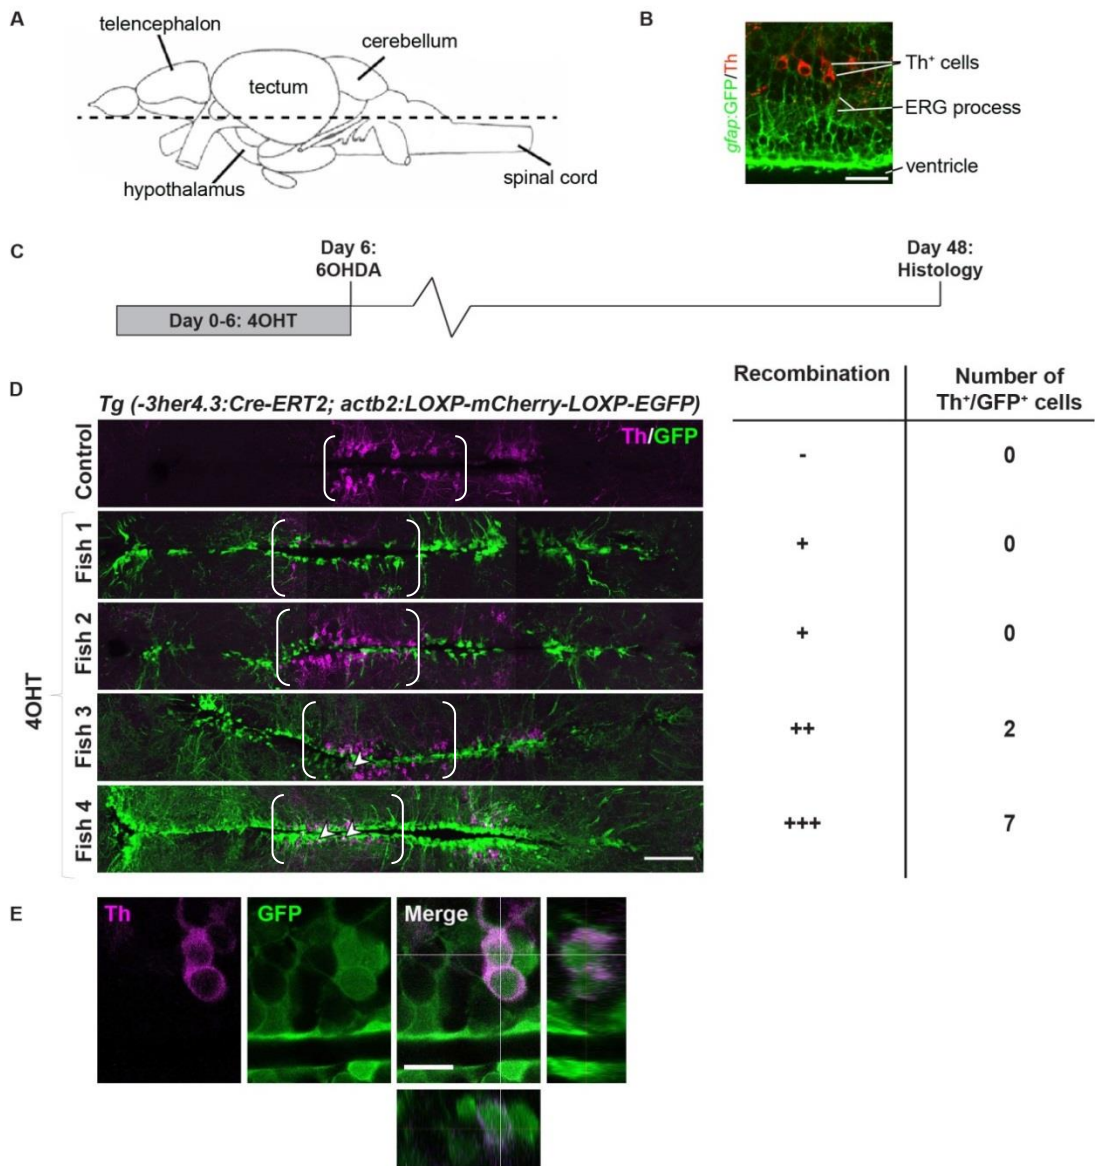 A
telencephalon
cerebellum
tectum
hypothalamus
spinal cord
B
gfap:GFP/Th
Th⁺ cells
ERG process
ventricle
C
Day 6:
6OHDA
Day 48:
Histology
Day 0-6: 4OHT
D
Tg (-3her4.3:Cre-ERT2; actb2:LOXP-mCherry-LOXP-EGFP)
Recombination
Number of
Th⁺/GFP⁺ cells
Control
Th/GFP
- 0
4OHT
Fish 1
+ 0
Fish 2
+ 0
Fish 3
++ 2
Fish 4
+++ 7
E
Th
GFP
Merge